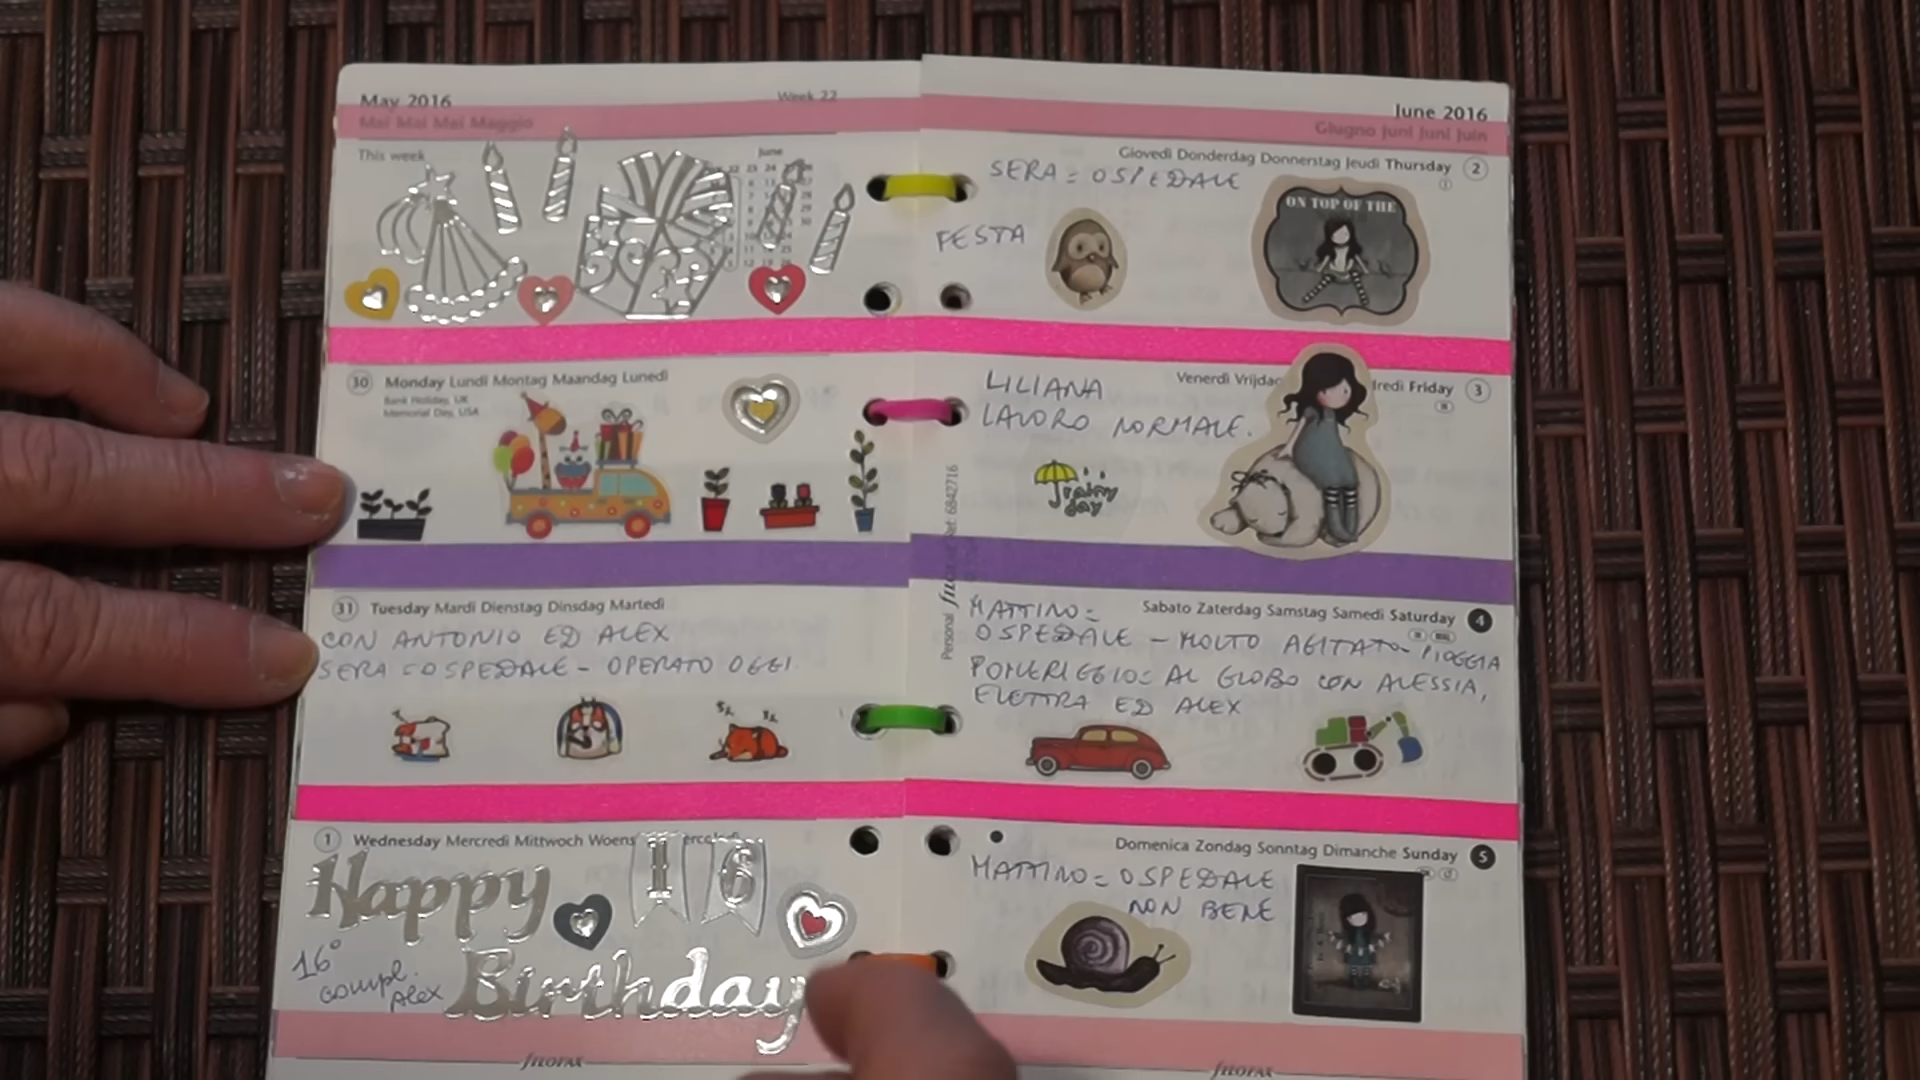 May 2016
Week 22
Mai Mai Mei Maggio
This week
June
30 Monday Lundi Montag Maandag Lunedì
Bank Holiday, UK
Memorial Day, USA
31 Tuesday Mardi Dienstag Dinsdag Martedì
CON ANTONIO ED ALEX
OSPEDALE - OPERATO OGGI
1 Wednesday Mercredi Mittwoch
16
Happy
Birthday
16°
compl.
Alex
filofax
June 2016
Giugno Juni Juni Juin
Giovedì Donderdag Donnerstag Jeudi Thursday 2
SERA = OSPEDALE
FESTA
ON TOP OF THE
Venerdì Friday 3
LILIANA
LAVORO NORMALE.
rainy
day
Personal
Ref. 6842716
Sabato Zaterdag Samstag Samedi Saturday 4
MATTINO =
OSPEDALE - MOLTO AGITATO - PIOGGIA
POMERIGGIO = AL GLOBO CON ALESSIA,
ELETTRA ED ALEX
Domenica Zondag Sonntag Dimanche Sunday 5
MATTINO = OSPEDALE
NON BENE
filofax